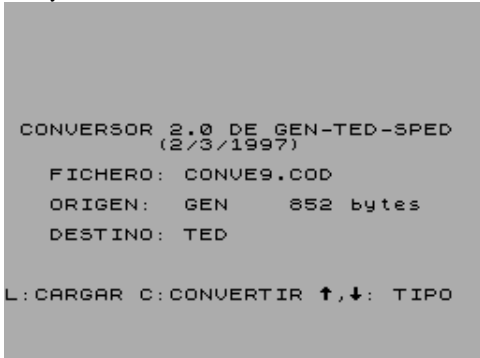 CONVERSOR 2.0 DE GEN-TED-SPED
(2/3/1997)
FICHERO: CONVE9.COD
ORIGEN: GEN 852 bytes
DESTINO: TED
L:CARGAR C:CONVERTIR ↑,↓: TIPO